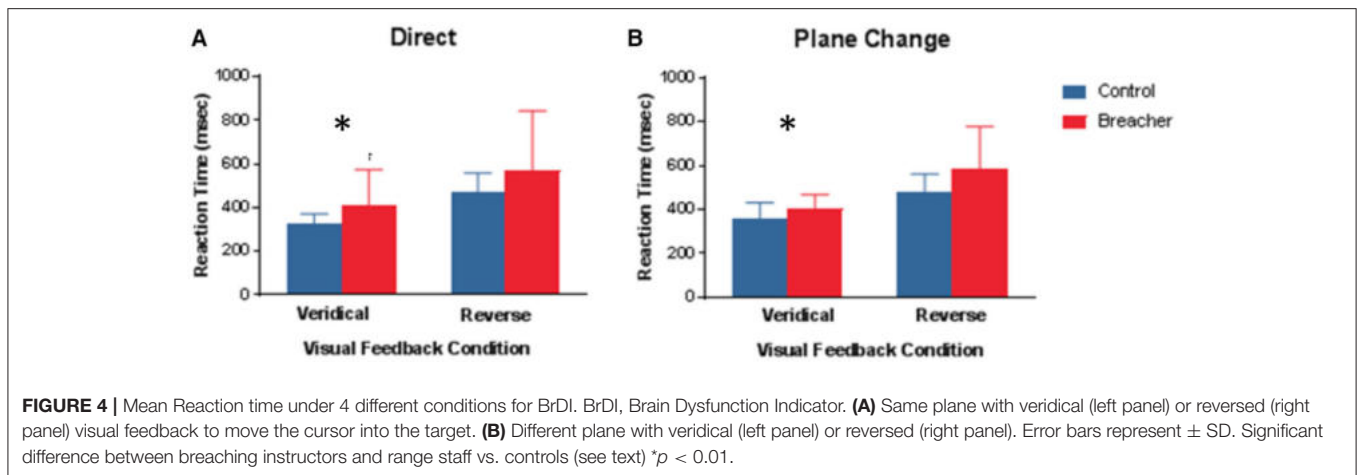 A
Direct
B
Plane Change
Reaction Time (msec)
1000
800
600
400
200
0
*
Veridical
Reverse
Visual Feedback Condition
Reaction Time (msec)
1000
800
600
400
200
0
*
Veridical
Reverse
Visual Feedback Condition
Control
Breacher
FIGURE 4 | Mean Reaction time under 4 different conditions for BrDI. BrDI, Brain Dysfunction Indicator. (A) Same plane with veridical (left panel) or reversed (right
panel) visual feedback to move the cursor into the target. (B) Different plane with veridical (left panel) or reversed (right panel). Error bars represent ± SD. Significant
difference between breaching instructors and range staff vs. controls (see text) *p < 0.01.